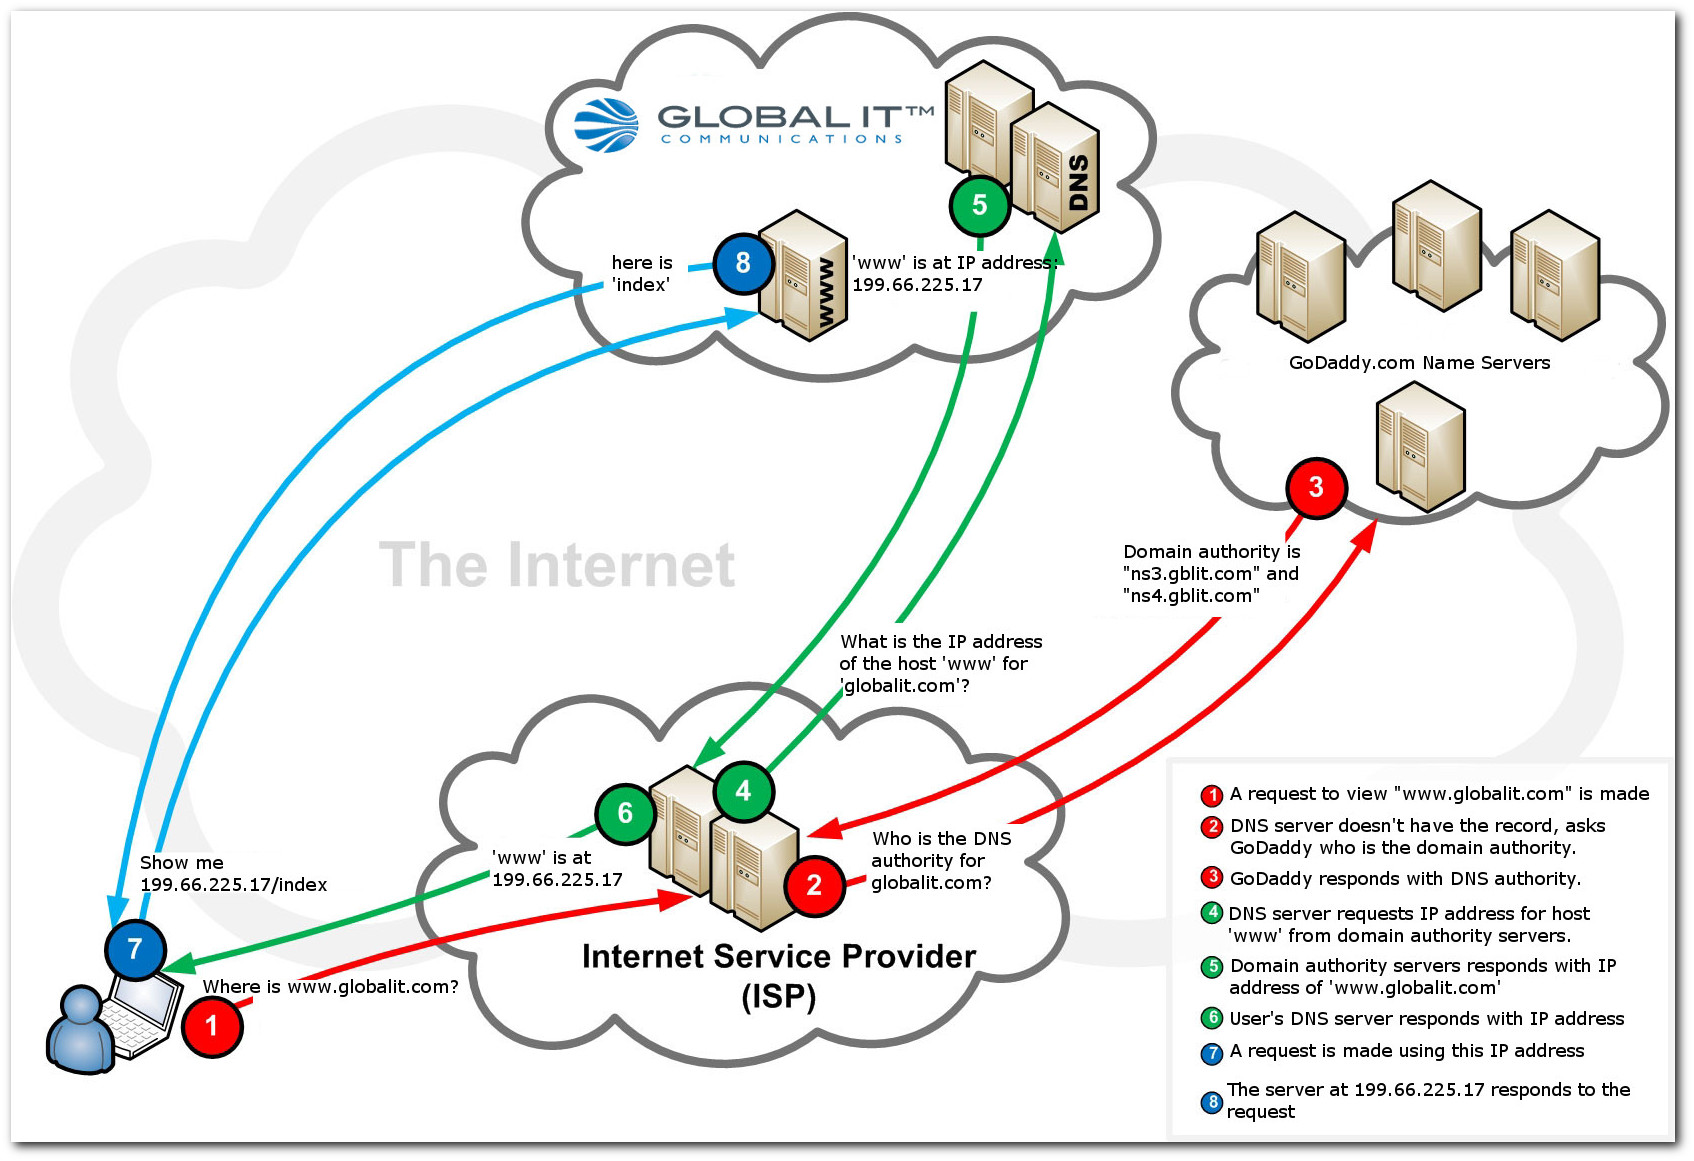 GLOBAL IT™
COMMUNICATIONS
DNS
5
8
WWW
here is
'index'
'www' is at IP address:
199.66.225.17
GoDaddy.com Name Servers
3
Domain authority is
"ns3.gblit.com" and
"ns4.gblit.com"
The Internet
What is the IP address
of the host 'www' for
'globalit.com'?
4
6
2
Who is the DNS
authority for
globalit.com?
'www' is at
199.66.225.17
Show me
199.66.225.17/index
7
Where is www.globalit.com?
1
Internet Service Provider
(ISP)
1 A request to view "www.globalit.com" is made
2 DNS server doesn't have the record, asks
GoDaddy who is the domain authority.
3 GoDaddy responds with DNS authority.
4 DNS server requests IP address for host
'www' from domain authority servers.
5 Domain authority servers responds with IP
address of 'www.globalit.com'
6 User's DNS server responds with IP address
7 A request is made using this IP address
8 The server at 199.66.225.17 responds to the
request